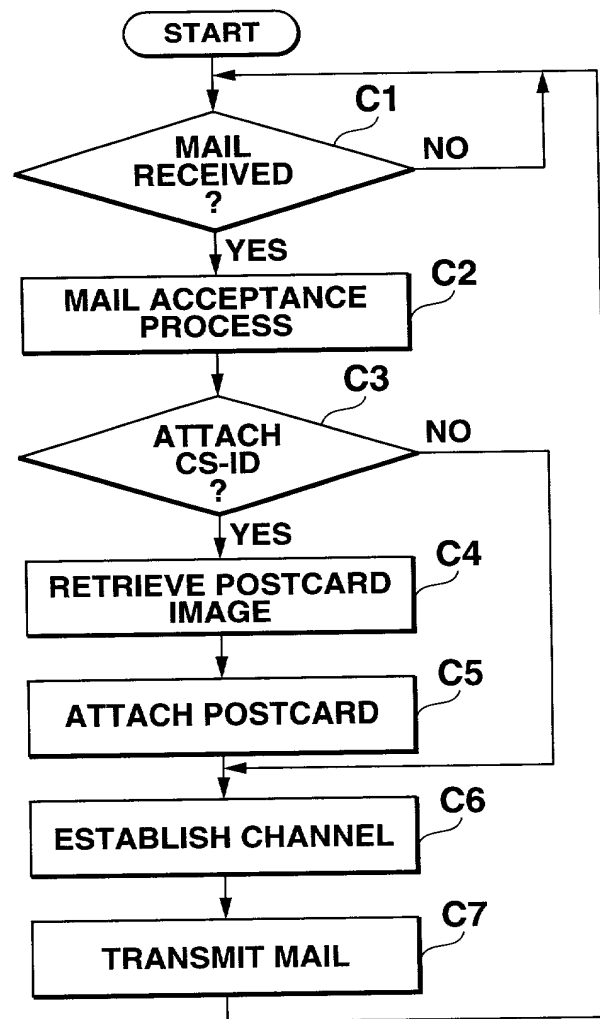 START
C1
MAIL
RECEIVED
?
NO
YES
C2
MAIL ACCEPTANCE
PROCESS
C3
ATTACH
CS-ID
?
NO
YES
C4
RETRIEVE POSTCARD
IMAGE
C5
ATTACH POSTCARD
C6
ESTABLISH CHANNEL
C7
TRANSMIT MAIL